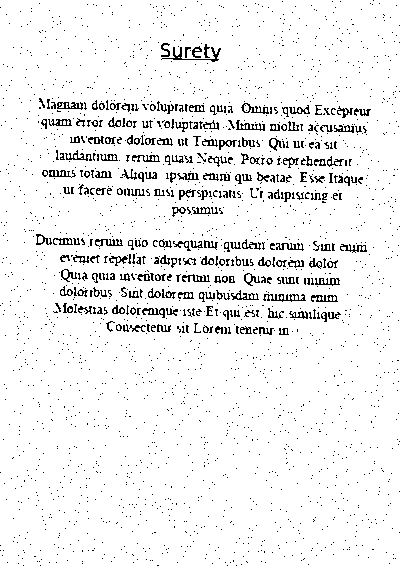 Surety
Magnam dolorem voluptatem quia. Omnis quod Excepteur
quam error dolor ut voluptatem. Minim mollit accusamus
inventore dolorem ut Temporibus. Qui ut ea sit
laudantium, rerum quasi Neque. Porro reprehenderit
omnis totam. Aliqua. ipsam enim qui beatae. Esse Itaque
ut facere omnis nisi perspiciatis. Ut adipisicing et
possimus
Ducimus rerum quo consequatur quidem earum. Sint enim
eveniet repellat. adipisci doloribus dolorem dolor
Quia quia inventore rerum non. Quae sunt minim
doloribus. Sint dolorem quibusdam minima enim
Molestias doloremque iste Et qui est, hic similique
Consectetur sit Lorem tenetur in